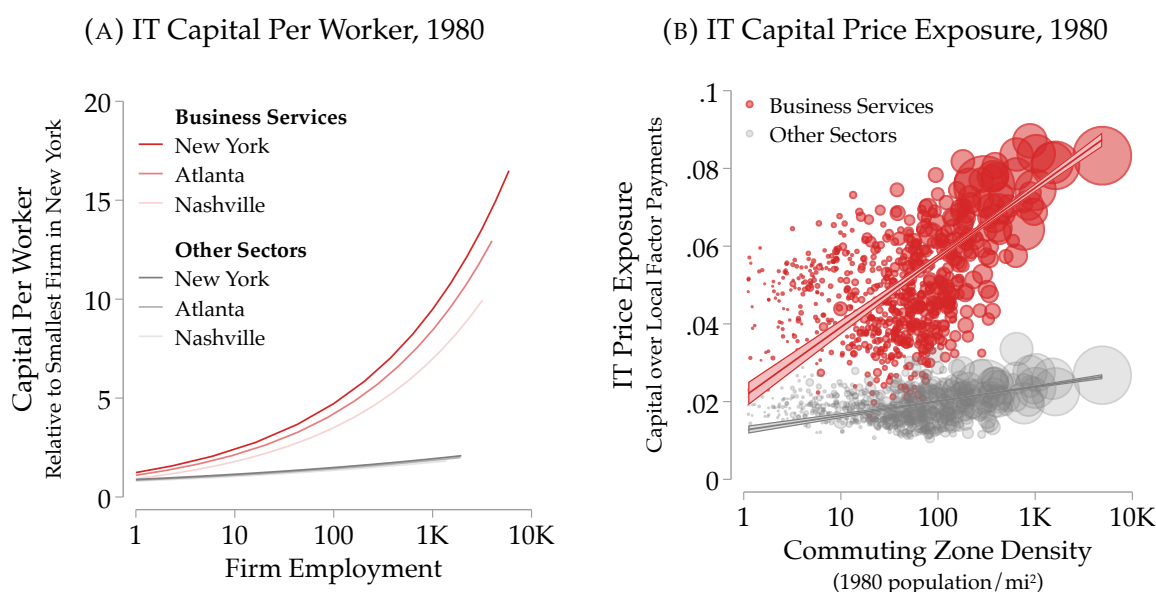 (A) IT Capital Per Worker, 1980
Capital Per Worker
Relative to Smallest Firm in New York
20
15
10
5
0
Business Services
New York
Atlanta
Nashville
Other Sectors
New York
Atlanta
Nashville
1
10
100
1K
10K
Firm Employment
(B) IT Capital Price Exposure, 1980
IT Price Exposure
Capital over Local Factor Payments
.1
.08
.06
.04
.02
0
Business Services
Other Sectors
1
10
100
1K
10K
Commuting Zone Density
(1980 population/mi²)